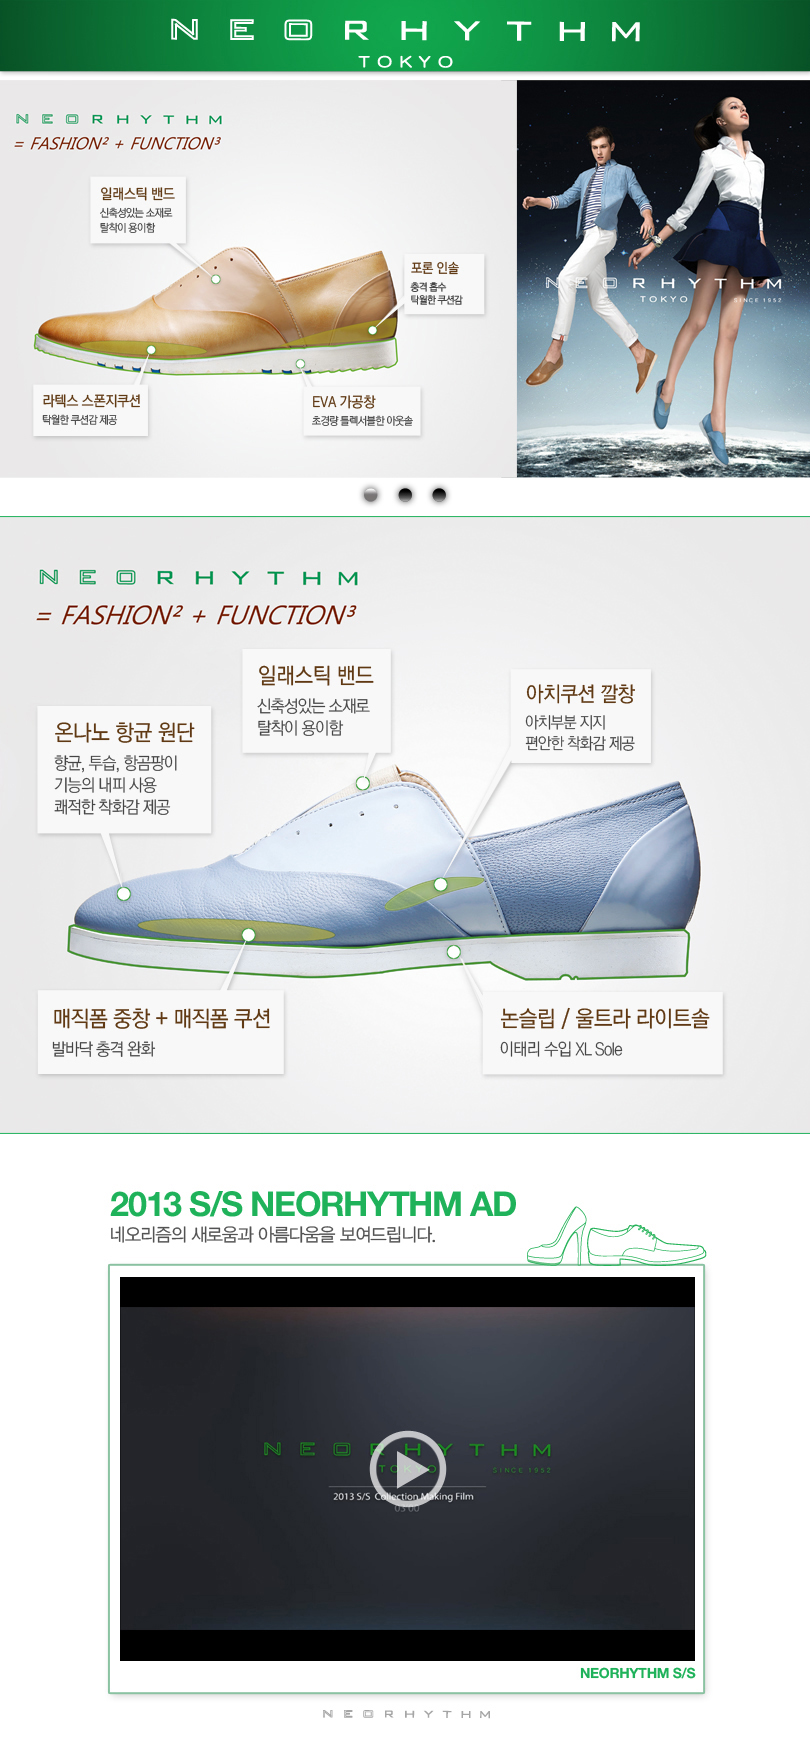 NEORHYTHM
TOKYO
NEORHYTHM
= FASHION² + FUNCTION³
일래스틱 밴드
신축성있는 소재로
탈착이 용이함
포론 인솔
충격 흡수
탁월한 쿠션감
라텍스 스폰지쿠션
탁월한 쿠션감 제공
EVA 가공창
초경량 플렉서블한 아웃솔
NEORHYTHM
TOKYO
SINCE 1952
NEORHYTHM
= FASHION² + FUNCTION³
일래스틱 밴드
신축성있는 소재로
탈착이 용이함
아치쿠션 깔창
아치부분 지지
편안한 착화감 제공
온나노 항균 원단
향균, 투습, 항곰팡이
기능의 내피 사용
쾌적한 착화감 제공
매직폼 중창 + 매직폼 쿠션
발바닥 충격 완화
논슬립 / 울트라 라이트솔
이태리 수입 XL Sole
2013 S/S NEORHYTHM AD
네오리즘의 새로움과 아름다움을 보여드립니다.
NEORHYTHM
TOKYO
SINCE 1952
2013 S/S Collection Making Film
03:00
NEORHYTHM S/S
NEORHYTHM